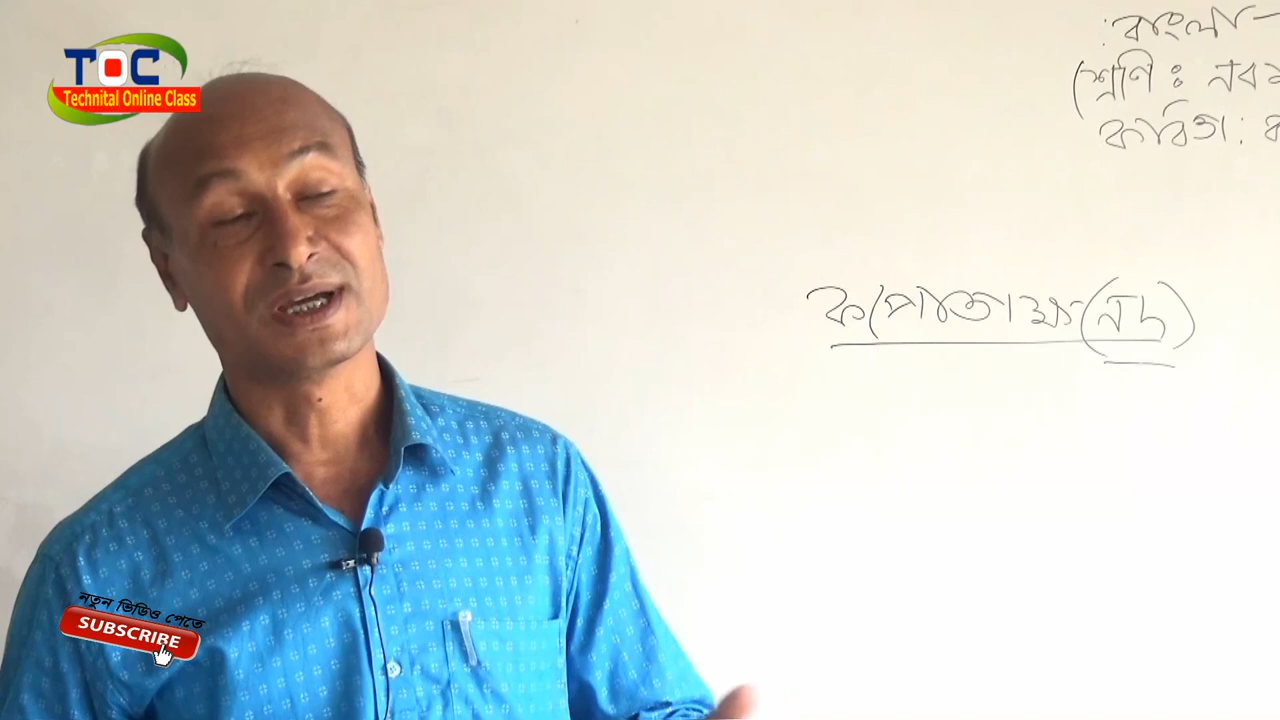 TOC
Technital Online Class
বাংলা-
শ্রেণি : নবম
কবিতা :
কপোতাক্ষ (নদ)
নতুন ভিডিও পেতে
SUBSCRIBE